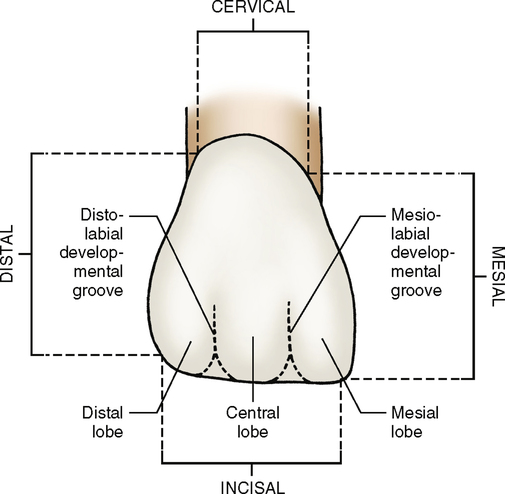 CERVICAL
Disto-
labial
develop-
mental
groove
Mesio-
labial
develop-
mental
groove
DISTAL
MESIAL
Distal
lobe
Central
lobe
Mesial
lobe
INCISAL